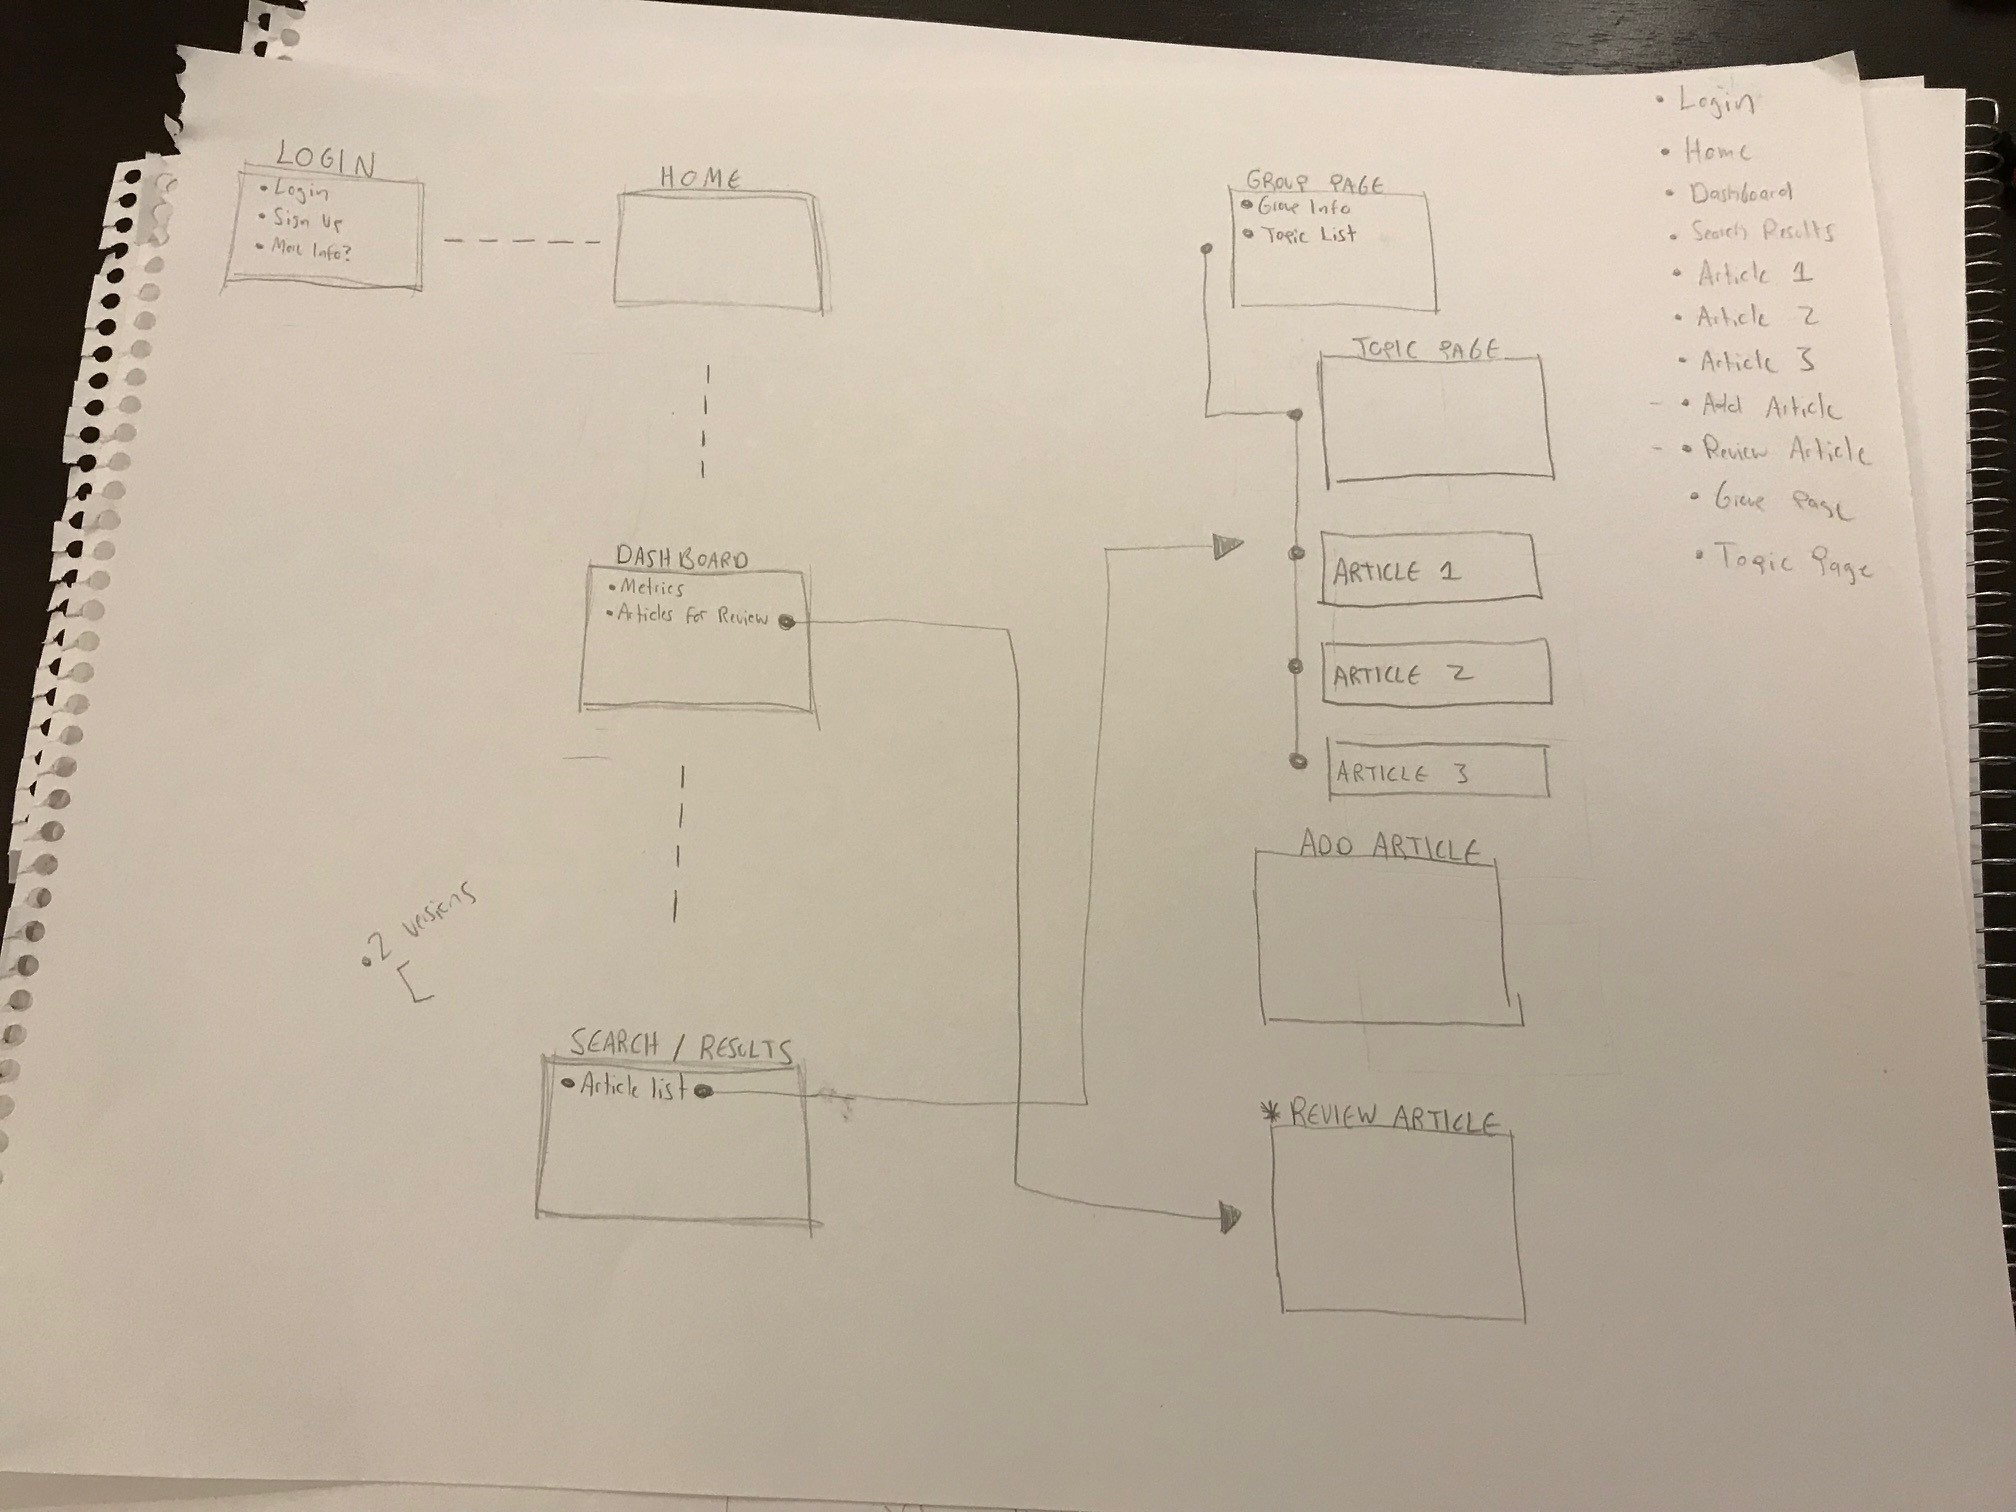 LOGIN
• Login
• Sign Up
• More Info?
HOME
DASHBOARD
• Metrics
• Articles For Review
• 2 versions
SEARCH / RESULTS
• Article list
GROUP PAGE
• Group Info
• Topic List
TOPIC PAGE
ARTICLE 1
ARTICLE 2
ARTICLE 3
ADD ARTICLE
* REVIEW ARTICLE
• Login
• Home
• Dashboard
• Search Results
• Article 1
• Article 2
• Article 3
- • Add Article
- • Review Article
• Group Page
• Topic Page